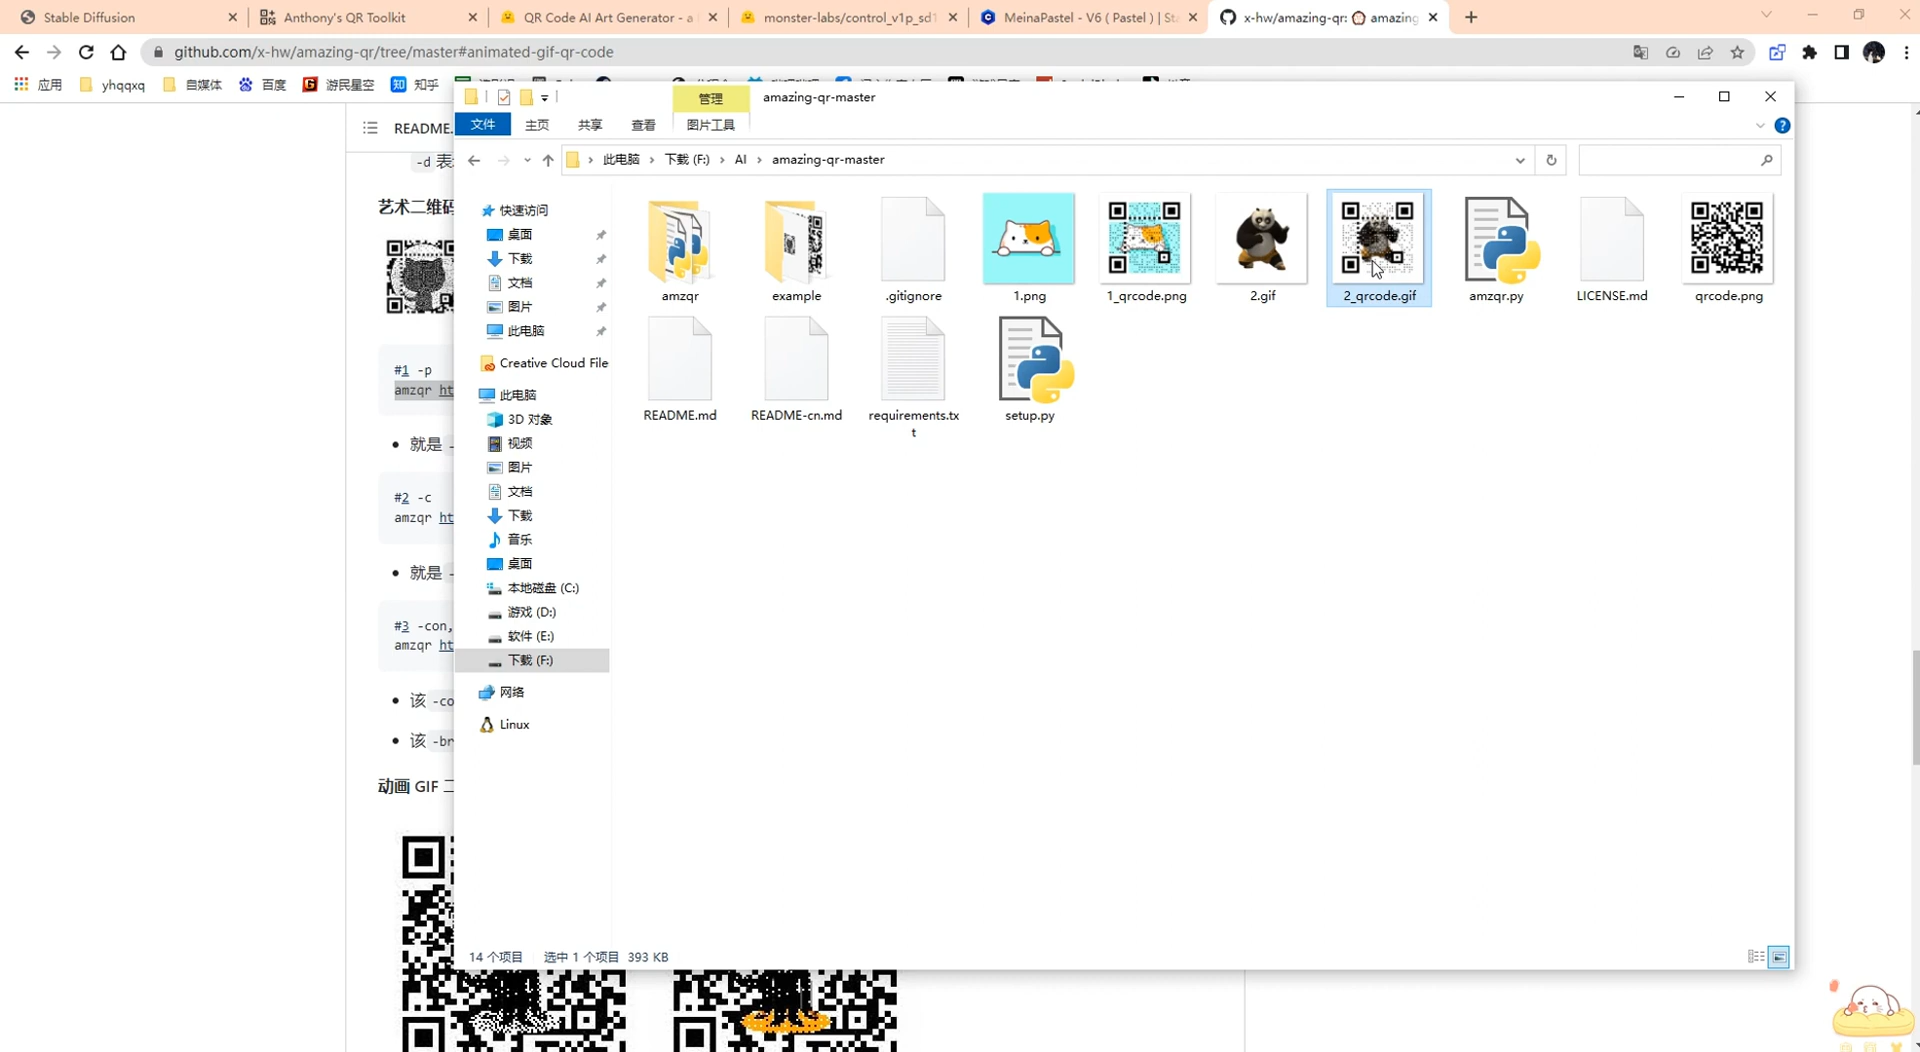 Stable Diffusion
Anthony's QR Toolkit
QR Code AI Art Generator - a
monster-labs/control_v1p_sd1
MeinaPastel - V6 ( Pastel ) | Sta
x-hw/amazing-qr: amazing
github.com/x-hw/amazing-qr/tree/master#animated-gif-qr-code
应用
yhqqxq
自媒体
百度
游民星空
知乎
管理
amazing-qr-master
文件
主页
共享
查看
图片工具
此电脑 › 下载 (F:) › AI › amazing-qr-master
README.
-d 表
艺术二维码
#1 -p
amzqr ht
就是
#2 -c
amzqr ht
就是
#3 -con,
amzqr ht
该 -co
该 -br
动画 GIF 二
快速访问
桌面
下载
文档
图片
此电脑
Creative Cloud File
此电脑
3D 对象
视频
图片
文档
下载
音乐
桌面
本地磁盘 (C:)
游戏 (D:)
软件 (E:)
下载 (F:)
网络
Linux
amzqr
example
.gitignore
1.png
1_qrcode.png
2.gif
2_qrcode.gif
amzqr.py
LICENSE.md
qrcode.png
README.md
README-cn.md
requirements.tx
t
setup.py
14 个项目
选中 1 个项目 393 KB